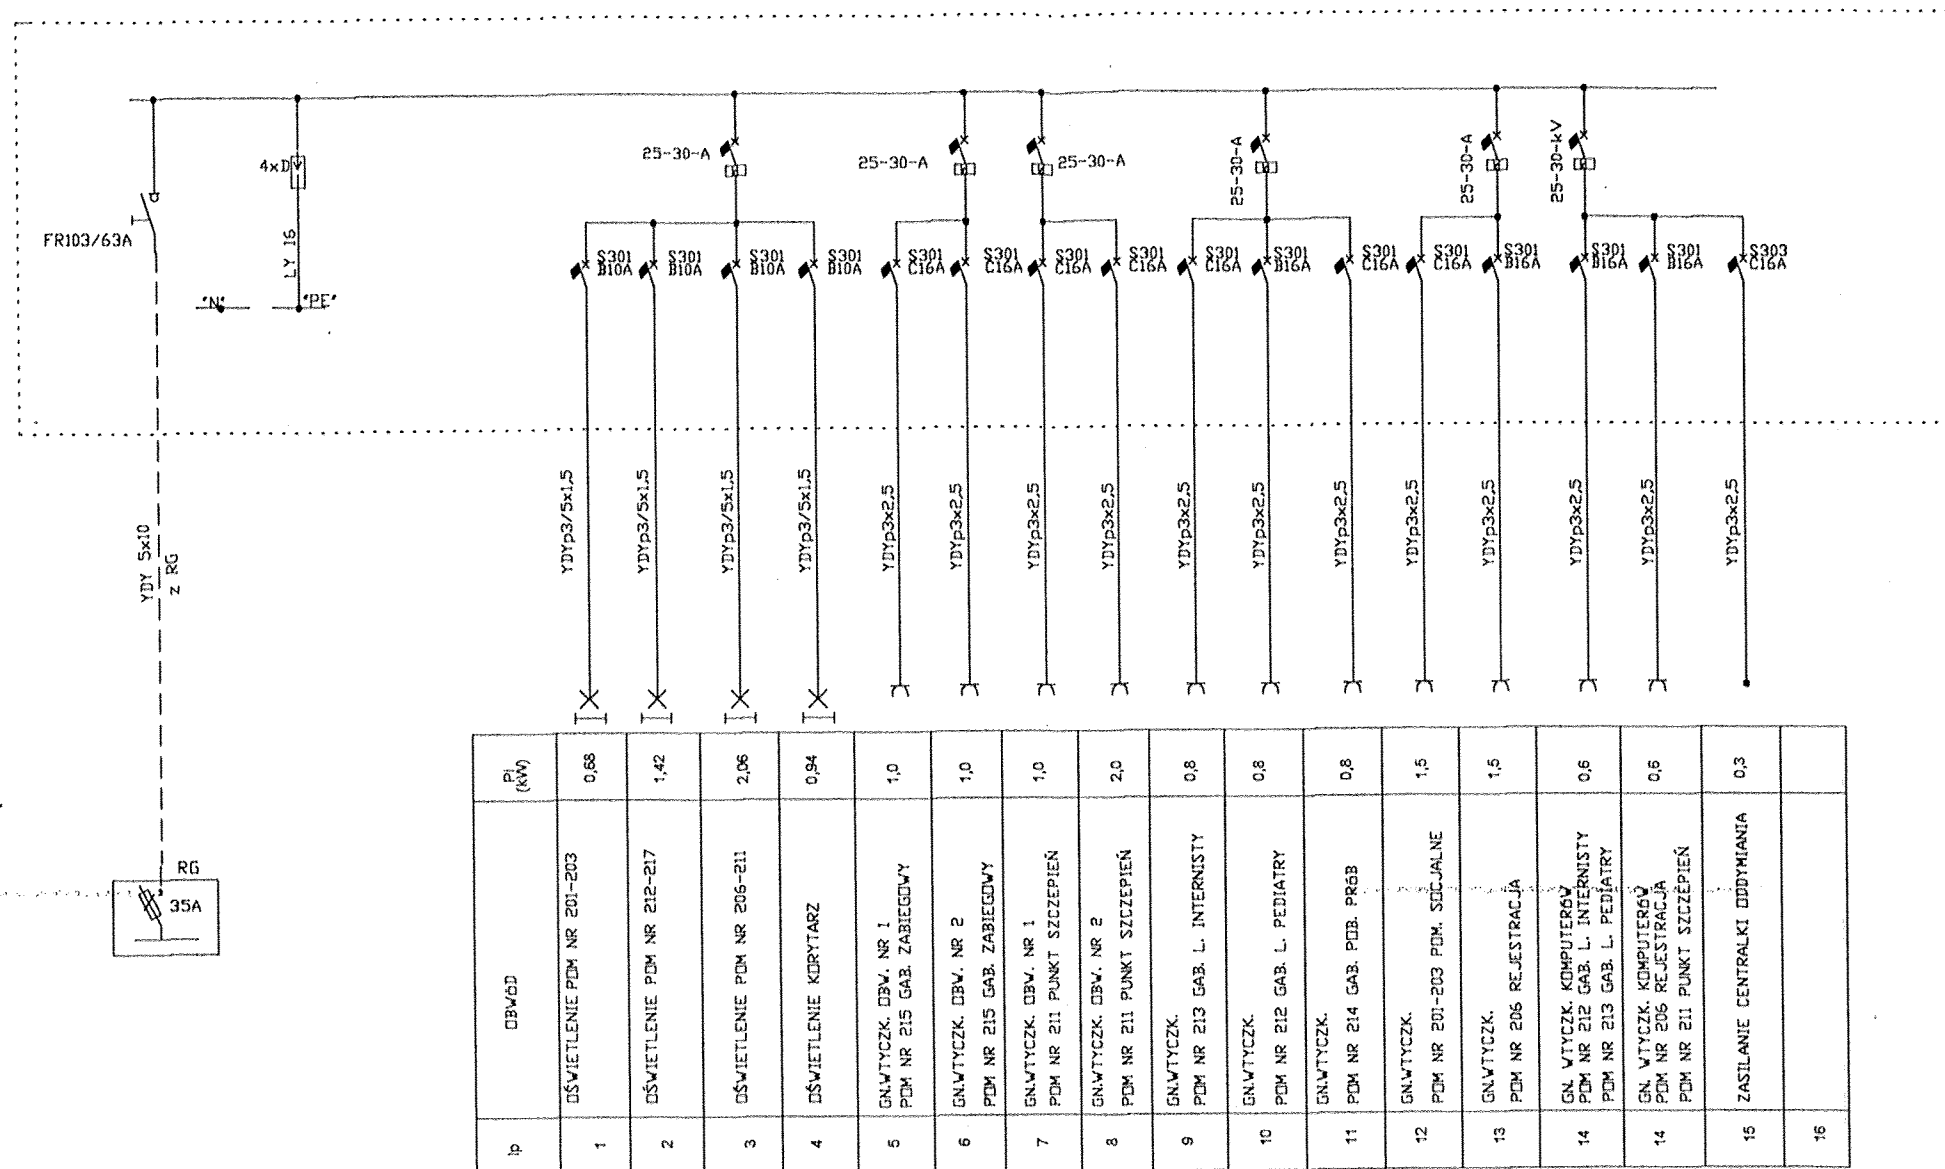 FR103/63A
4xD
LY 16
"N"
"PE"
25-30-A
25-30-A
25-30-A
25-30-A
25-30-A
25-30-kV
S301
B10A
S301
B10A
S301
B10A
S301
B10A
S301
C16A
S301
C16A
S301
C16A
S301
C16A
S301
C16A
S301
B16A
S301
C16A
S301
C16A
S301
B16A
S301
B16A
S301
B16A
S303
C16A
YDY 5x10
z RG
YDYp3/5x1,5
YDYp3/5x1,5
YDYp3/5x1,5
YDYp3/5x1,5
YDYp3x2,5
YDYp3x2,5
YDYp3x2,5
YDYp3x2,5
YDYp3x2,5
YDYp3x2,5
YDYp3x2,5
YDYp3x2,5
YDYp3x2,5
YDYp3x2,5
YDYp3x2,5
YDYp3x2,5
RG
35A
lp
OBWÓD
Pi
(kW)
1
OŚWIETLENIE POM NR 201-203
0,68
2
OŚWIETLENIE POM NR 212-217
1,42
3
OŚWIETLENIE POM NR 206-211
2,06
4
OŚWIETLENIE KORYTARZ
0,94
5
GN.WTYCZK. OBW. NR 1
POM NR 215 GAB. ZABIEGOWY
1,0
6
GN.WTYCZK. OBW. NR 2
POM NR 215 GAB. ZABIEGOWY
1,0
7
GN.WTYCZK. OBW. NR 1
POM NR 211 PUNKT SZCZEPIEŃ
1,0
8
GN.WTYCZK. OBW. NR 2
POM NR 211 PUNKT SZCZEPIEŃ
2,0
9
GN.WTYCZK.
POM NR 213 GAB. L. INTERNISTY
0,8
10
GN.WTYCZK.
POM NR 212 GAB. L. PEDIATRY
0,8
11
GN.WTYCZK.
POM NR 214 GAB. POB. PRÓB
0,8
12
GN.WTYCZK.
POM NR 201-203 POM. SOCJALNE
1,5
13
GN.WTYCZK.
POM NR 206 REJESTRACJA
1,5
14
GN. WTYCZK. KOMPUTERÓW
POM NR 212 GAB. L. INTERNISTY
POM NR 213 GAB. L. PEDIATRY
0,6
14
GN. WTYCZK. KOMPUTERÓW
POM NR 206 REJESTRACJA
POM NR 211 PUNKT SZCZEPIEŃ
0,6
15
ZASILANIE CENTRALKI ODDYMIANIA
0,3
16